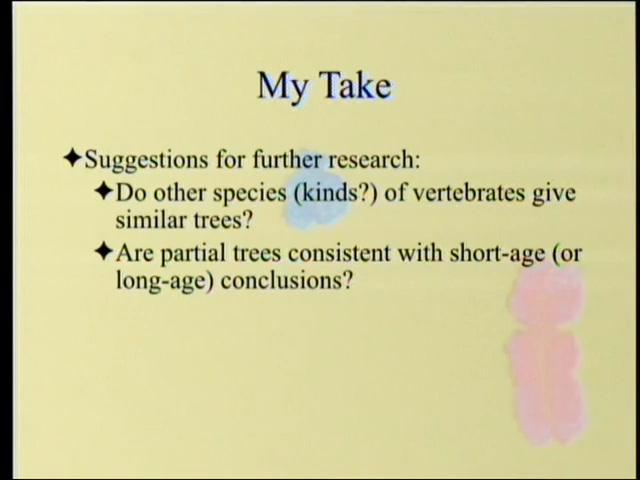 My Take
Suggestions for further research:
Do other species (kinds?) of vertebrates give
similar trees?
Are partial trees consistent with short-age (or
long-age) conclusions?